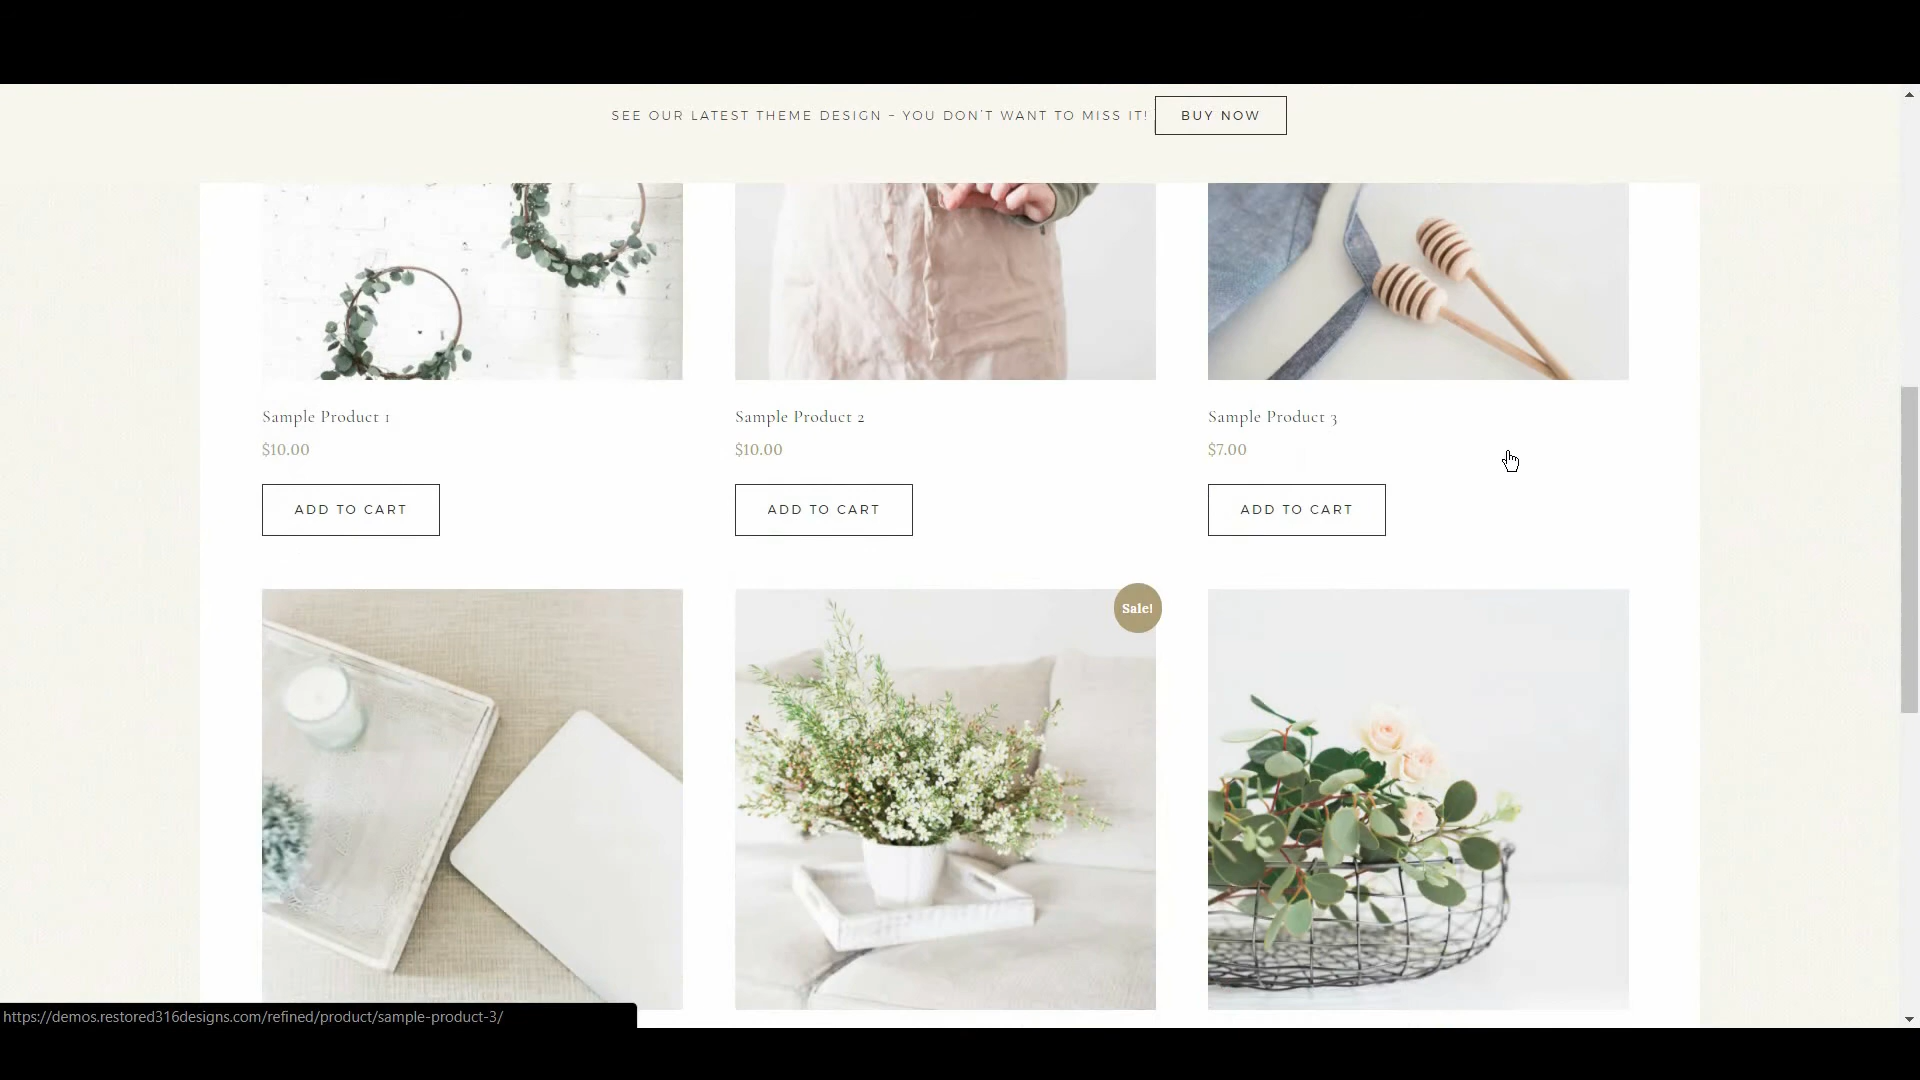 SEE OUR LATEST THEME DESIGN – YOU DON'T WANT TO MISS IT!
BUY NOW
Sample Product 1
$10.00
ADD TO CART
Sample Product 2
$10.00
ADD TO CART
Sample Product 3
$7.00
ADD TO CART
Sale!
https://demos.restored316designs.com/refined/product/sample-product-3/